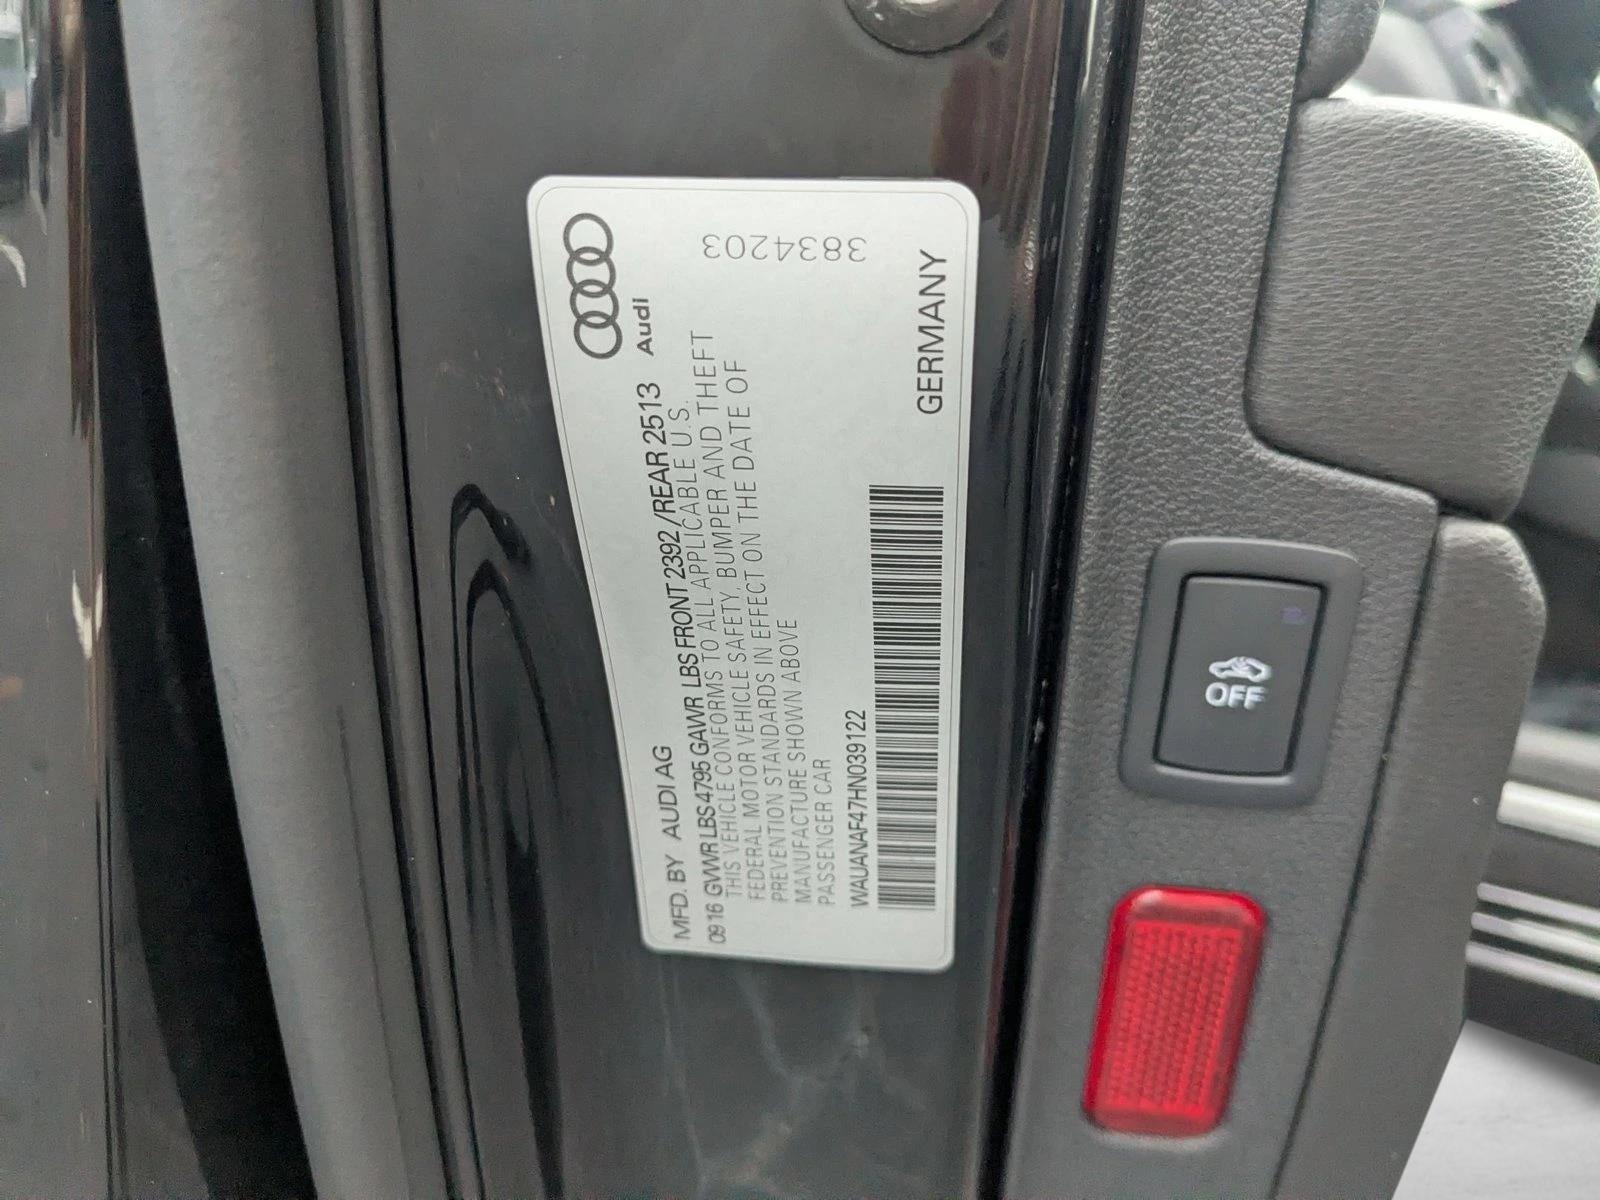 Audi
MFD. BY AUDI AG
09 16 GVWR LBS 4795 GAWR LBS FRONT 2392/REAR 2513
THIS VEHICLE CONFORMS TO ALL APPLICABLE U.S.
FEDERAL MOTOR VEHICLE SAFETY, BUMPER AND THEFT
PREVENTION STANDARDS IN EFFECT ON THE DATE OF
MANUFACTURE SHOWN ABOVE
PASSENGER CAR
WAUANAF47HN039122
GERMANY
3834203
OFF